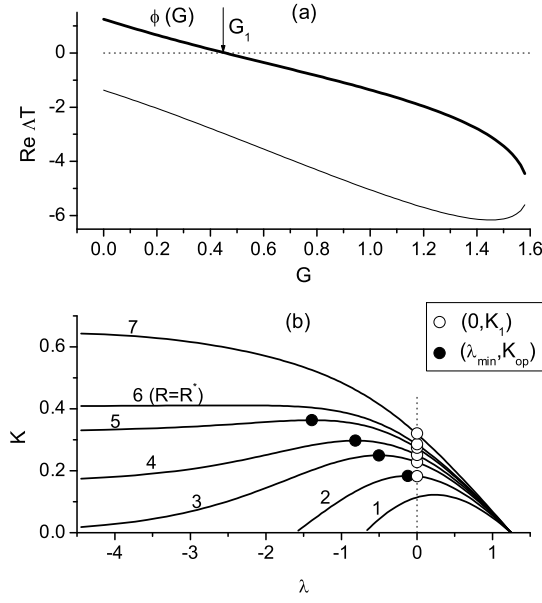 (a)
ϕ (G)
G₁
0
-2
-4
-6
Re ΛT
0.0 0.2 0.4 0.6 0.8 1.0 1.2 1.4 1.6
G
(b)
(0,K₁)
(λmin,Kop)
7
6 (R=R*)
5
4
3
2
1
0.6
0.4
0.2
0.0
K
-4 -3 -2 -1 0 1
λ